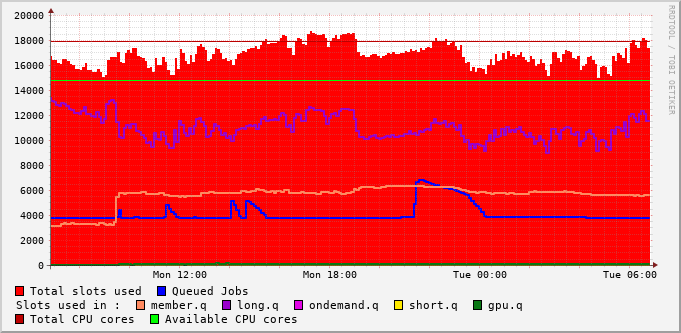 20000
18000
16000
14000
12000
10000
8000
6000
4000
2000
0
Mon 12:00 Mon 18:00 Tue 00:00 Tue 06:00
RRDTOOL / TOBI OETIKER
Total slots used Queued Jobs
Slots used in : member.q long.q ondemand.q short.q gpu.q
Total CPU cores Available CPU cores